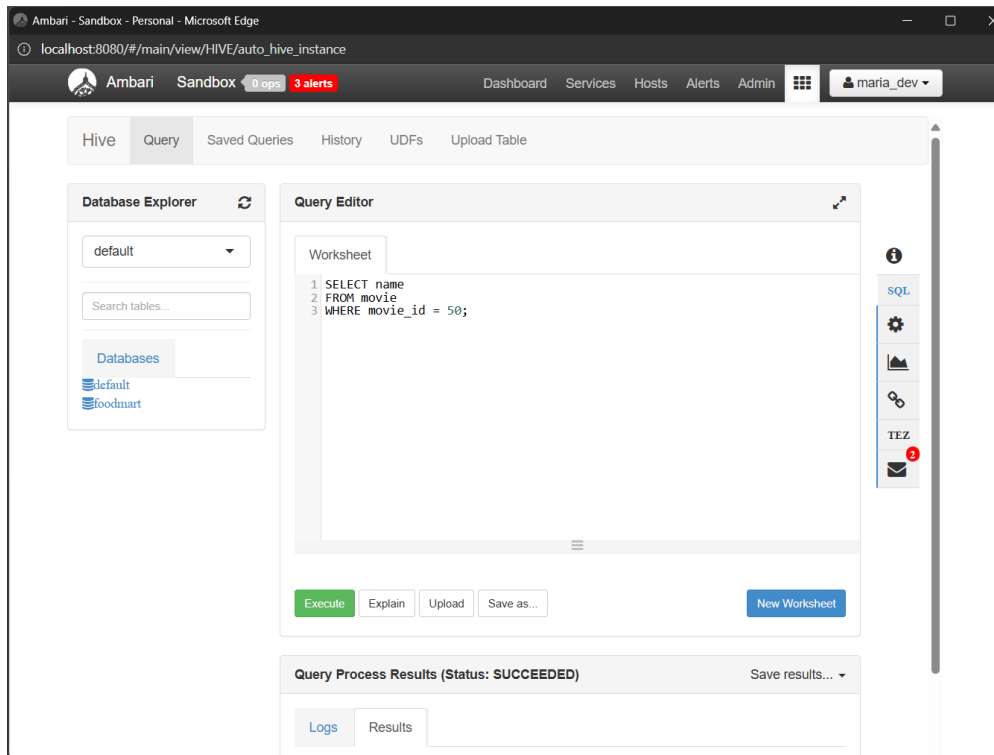 Ambari - Sandbox - Personal - Microsoft Edge
localhost:8080/#/main/view/HIVE/auto_hive_instance
Ambari Sandbox 0 ops 3 alerts Dashboard Services Hosts Alerts Admin maria_dev
Hive Query Saved Queries History UDFs Upload Table
Database Explorer
default
Search tables...
Databases
default
foodmart
Query Editor
Worksheet
1 SELECT name
2 FROM movie
3 WHERE movie_id = 50;
Execute Explain Upload Save as... New Worksheet
SQL
TEZ
2
Query Process Results (Status: SUCCEEDED) Save results...
Logs Results